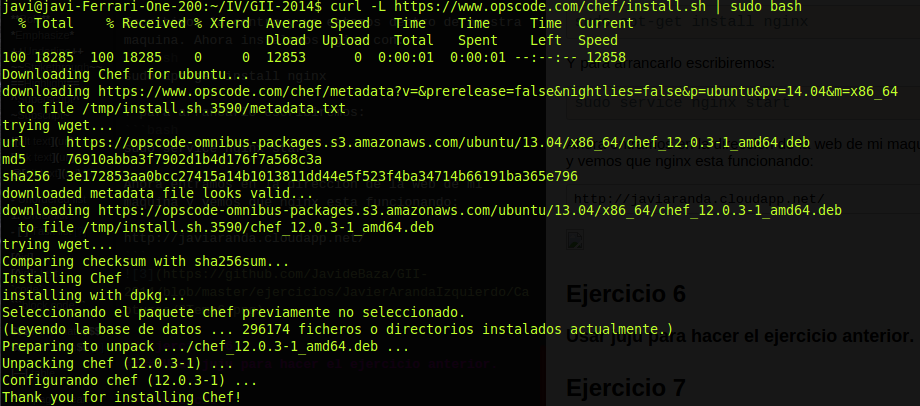 javi@javi-Ferrari-One-200:~/IV/GII-2014$ curl -L https://www.opscode.com/chef/install.sh | sudo bash
% Total % Received % Xferd Average Speed Time Time Time Current
Dload Upload Total Spent Left Speed
100 18285 100 18285 0 0 12853 0 0:00:01 0:00:01 --:--:-- 12858
Downloading Chef for ubuntu...
downloading https://www.opscode.com/chef/metadata?v=&prerelease=false&nightlies=false&p=ubuntu&pv=14.04&m=x86_64
to file /tmp/install.sh.3590/metadata.txt
trying wget...
url https://opscode-omnibus-packages.s3.amazonaws.com/ubuntu/13.04/x86_64/chef_12.0.3-1_amd64.deb
md5 76910abba3f7902d1b4d176f7a568c3a
sha256 3e172853aa0bcc27415a14b1013811dd44e5f523f4ba34714b66191ba365e796
downloaded metadata file looks valid...
downloading https://opscode-omnibus-packages.s3.amazonaws.com/ubuntu/13.04/x86_64/chef_12.0.3-1_amd64.deb
to file /tmp/install.sh.3590/chef_12.0.3-1_amd64.deb
trying wget...
Comparing checksum with sha256sum...
Installing Chef
installing with dpkg...
Seleccionando el paquete chef previamente no seleccionado.
(Leyendo la base de datos ... 296174 ficheros o directorios instalados actualmente.)
Preparing to unpack .../chef_12.0.3-1_amd64.deb ...
Unpacking chef (12.0.3-1) ...
Configurando chef (12.0.3-1) ...
Thank you for installing Chef!
get install nginx
Y para arrancarlo escribiremos:
sudo service nginx start
web de mi maqu
y vemos que nginx esta funcionando:
http://javiaranda.cloudapp.net/
Ejercicio 6
Usar juju para hacer el ejercicio anterior.
Ejercicio 7